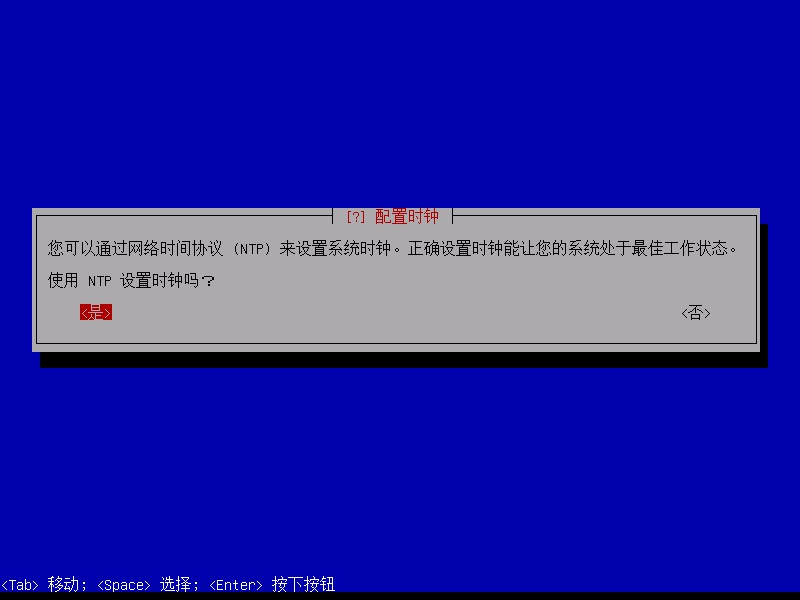 [?] 配置时钟
您可以通过网络时间协议 (NTP) 来设置系统时钟。正确设置时钟能让您的系统处于最佳工作状态。
使用 NTP 设置时钟吗？
<是> <否>
<Tab> 移动; <Space> 选择; <Enter> 按下按钮